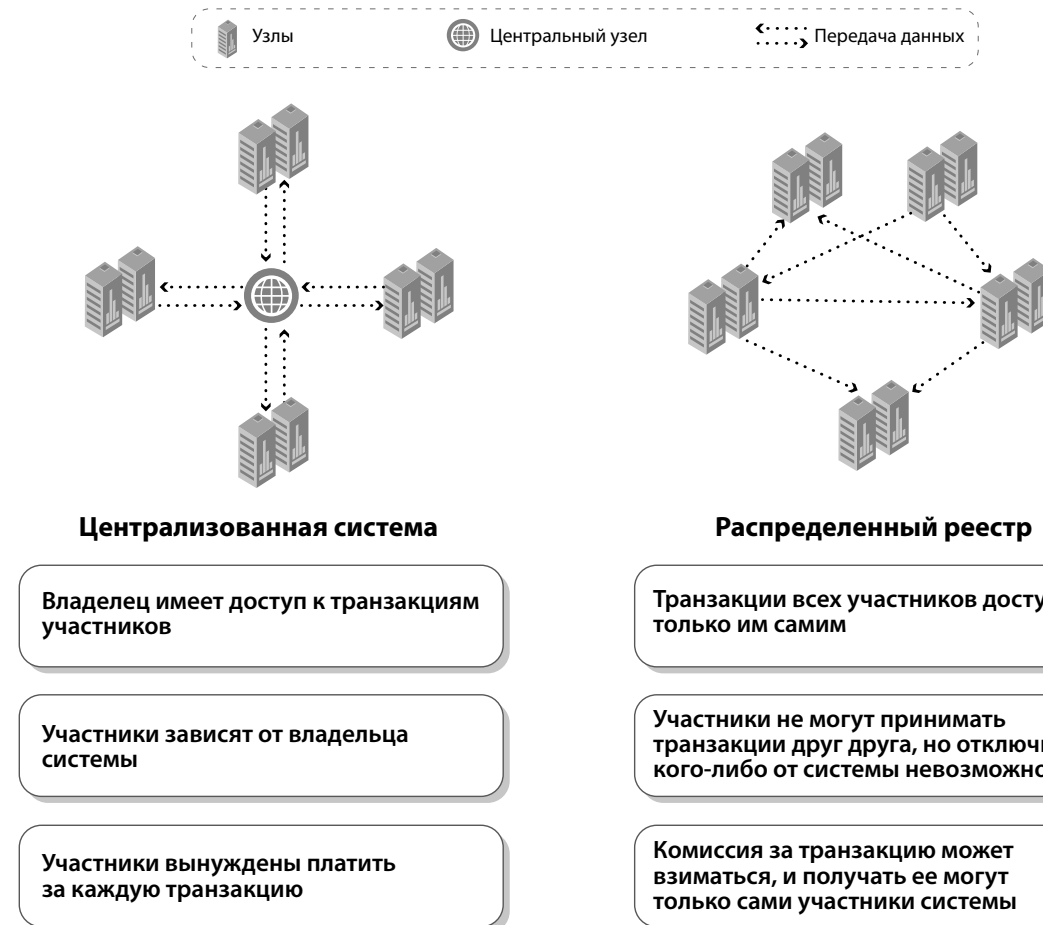 Узлы
Центральный узел
Передача данных
Централизованная система
Владелец имеет доступ к транзакциям
участников
Участники зависят от владельца
системы
Участники вынуждены платить
за каждую транзакцию
Распределенный реестр
Транзакции всех участников
только им самим
Участники не могут принимать
транзакции друг друга, но
кого-либо от системы невозможно
Комиссия за транзакцию может
взиматься, и получать ее могут
только сами участники системы